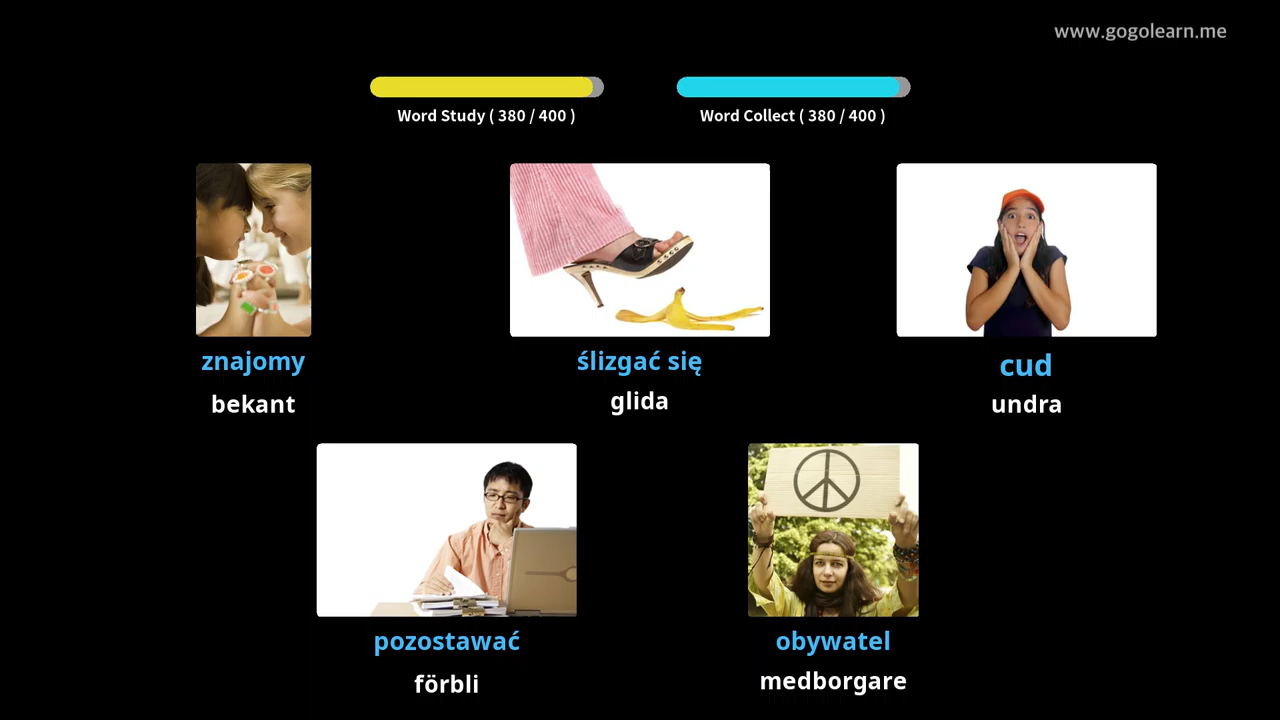 www.gogolearn.me
Word Study ( 380 / 400 )
Word Collect ( 380 / 400 )
znajomy
bekant
ślizgać się
glida
cud
undra
pozostawać
förbli
obywatel
medborgare